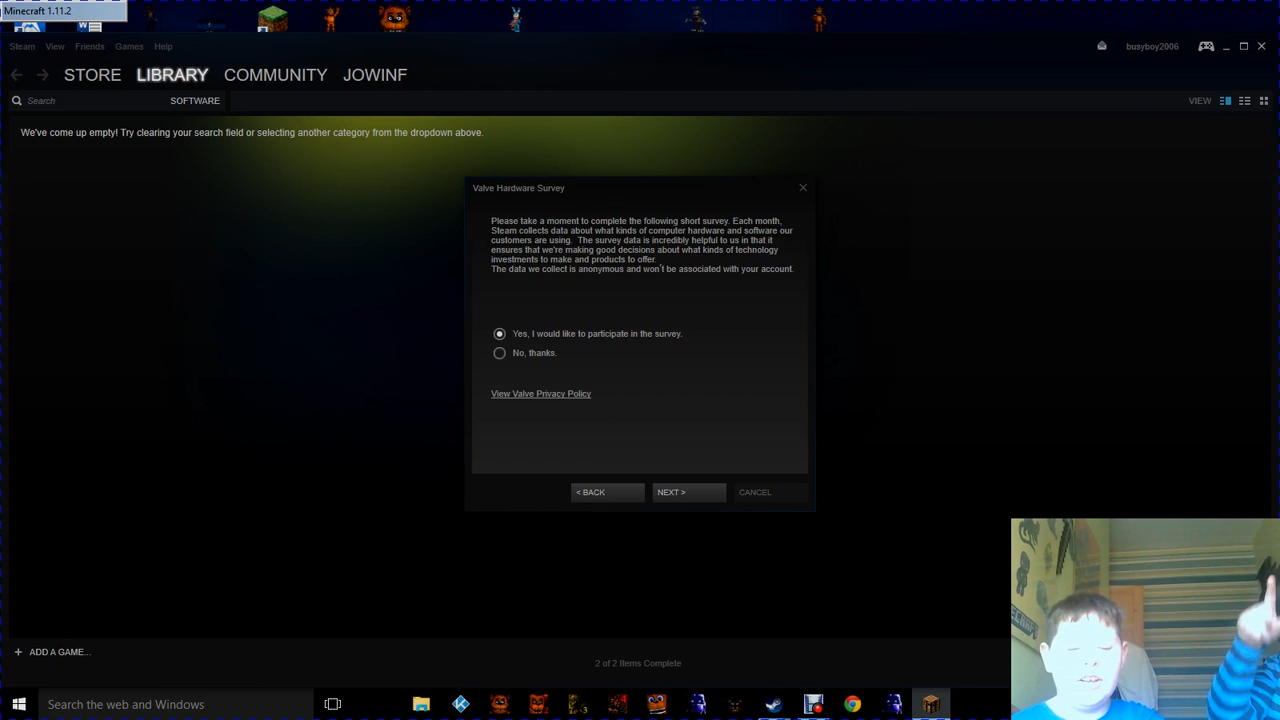 Minecraft 1.11.2
Steam View Friends Games Help
busyboy2006
STORE LIBRARY COMMUNITY JOWINF
Search
SOFTWARE
VIEW
We've come up empty! Try clearing your search field or selecting another category from the dropdown above.
Valve Hardware Survey
Please take a moment to complete the following short survey. Each month,
Steam collects data about what kinds of computer hardware and software our
customers are using. The survey data is incredibly helpful to us in that it
ensures that we're making good decisions about what kinds of technology
investments to make and products to offer.
The data we collect is anonymous and won't be associated with your account.
Yes, I would like to participate in the survey.
No, thanks.
View Valve Privacy Policy
< BACK
NEXT >
CANCEL
+ ADD A GAME...
2 of 2 Items Complete
Search the web and Windows